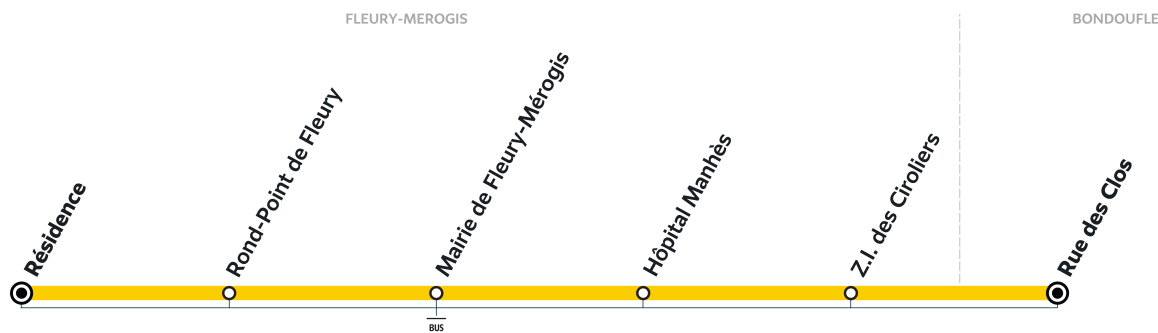 FLEURY-MEROGIS
BONDOUFLE
Résidence
Rond-Point de Fleury
Mairie de Fleury-Mérogis
Hôpital Manhès
Z.I. des Ciroliers
Rue des Clos
BUS